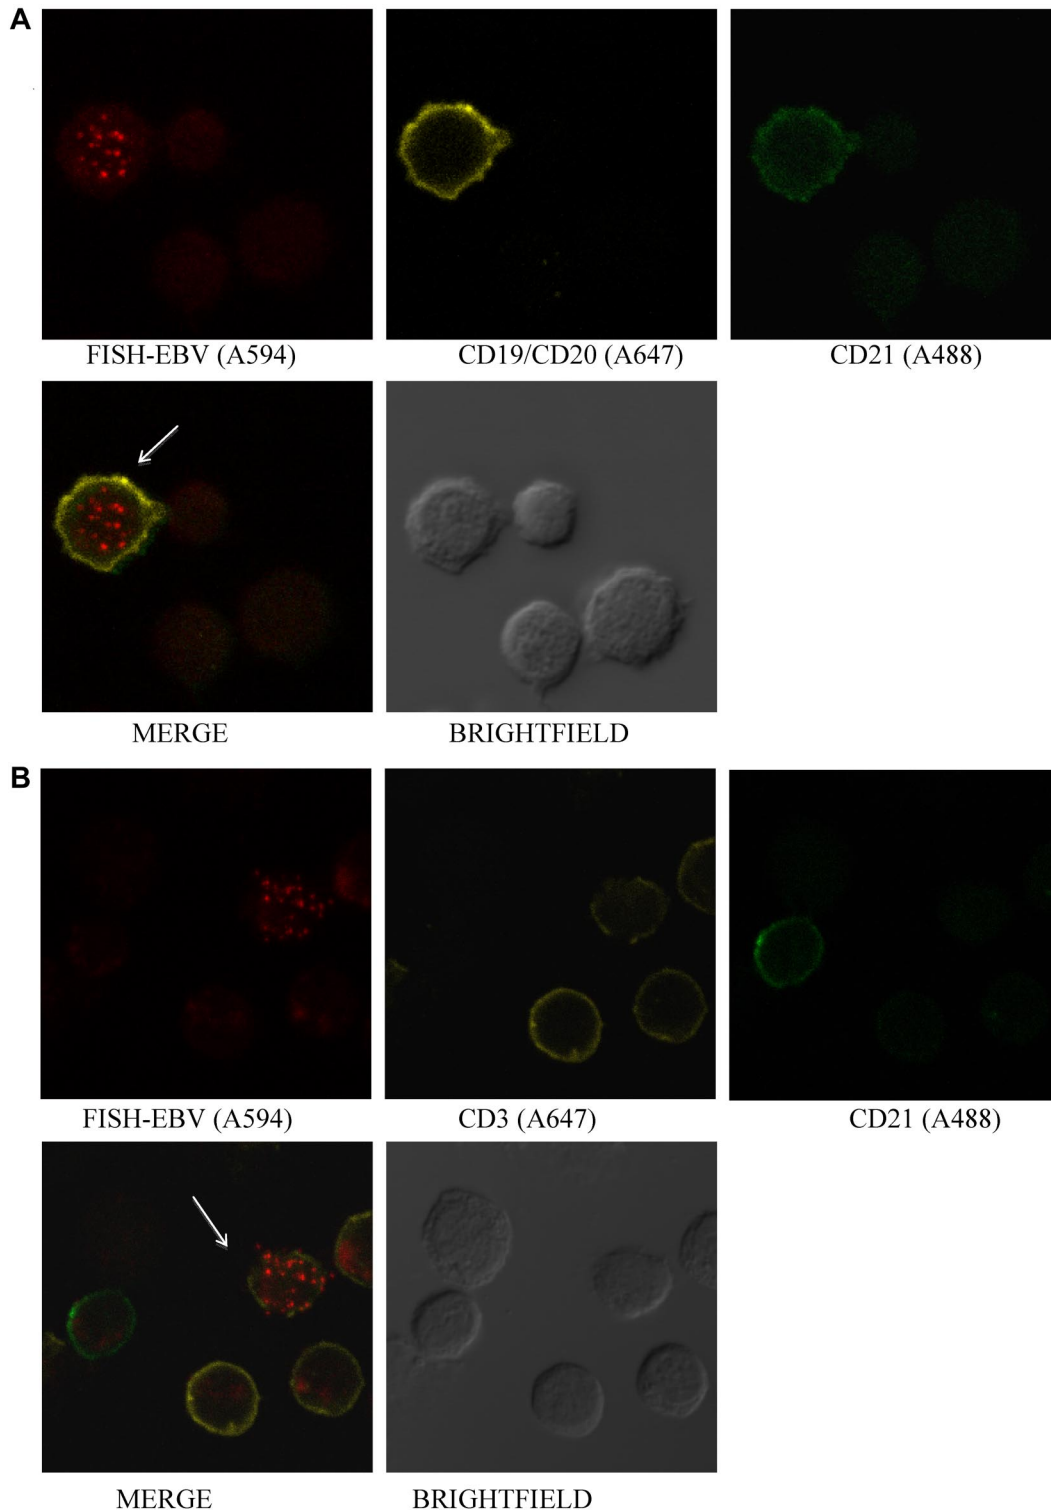 A
FISH-EBV (A594) CD19/CD20 (A647) CD21 (A488)
MERGE BRIGHTFIELD
B
FISH-EBV (A594) CD3 (A647) CD21 (A488)
MERGE BRIGHTFIELD